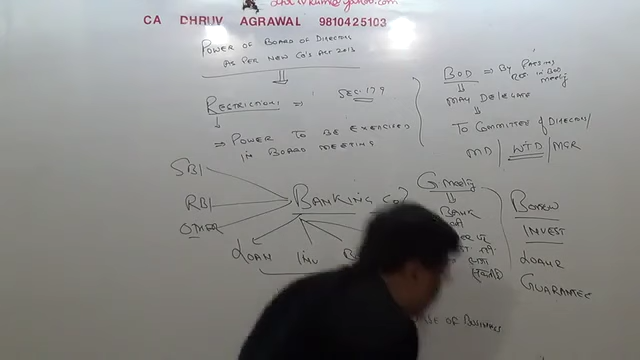 CA DHRUV AGRAWAL 9810425103
POWER OF BOARD OF DIRECTORS
AS PER NEW CO'S ACT 2013
RESTRICTIONS SEC-179
⇒ POWER TO BE EXERCISED
IN BOARD MEETING
SBI
RBI
OTHER
BANKING CO
LOAN INV
BOD ⇒ BY PASSING
RES. IN BOD
MEETING
MAY DELEGATE
TO COMMITTEE OF DIRECTORS/
MD / WTD / MGR
G meeting
BANK
BORROW
INVEST
LOANS
GUARANTEE
OF BUSINESS